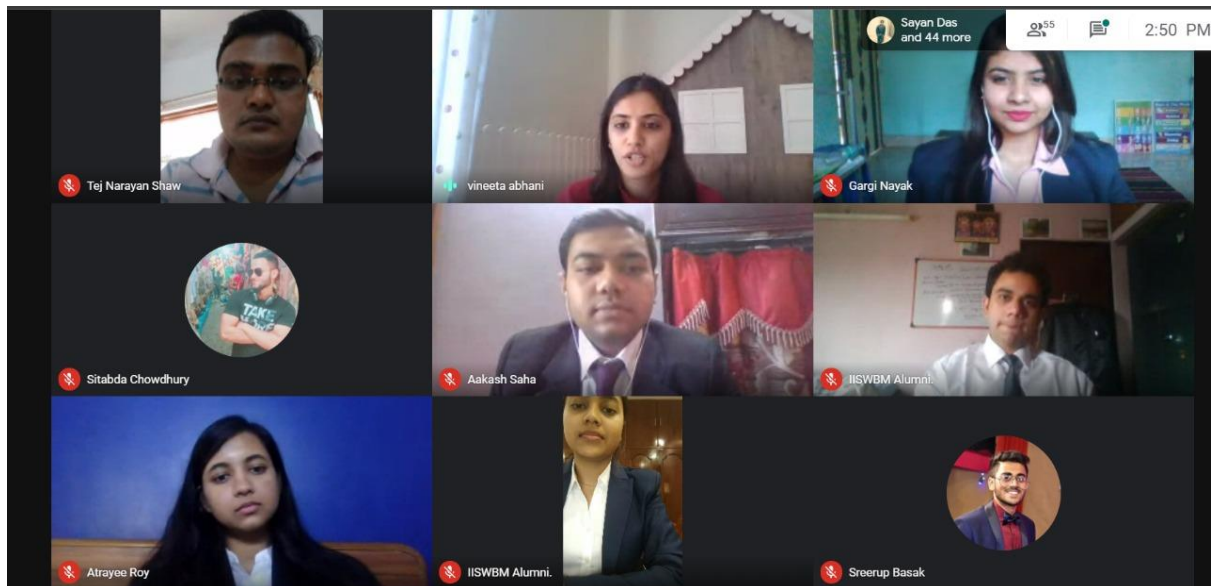 Sayan Das
and 44 more
55
2:50 PM
Tej Narayan Shaw
vineeta abhani
Gargi Nayak
TAKE
Sitabda Chowdhury
Aakash Saha
IISWBM Alumni.
Atrayee Roy
IISWBM Alumni.
Sreerup Basak